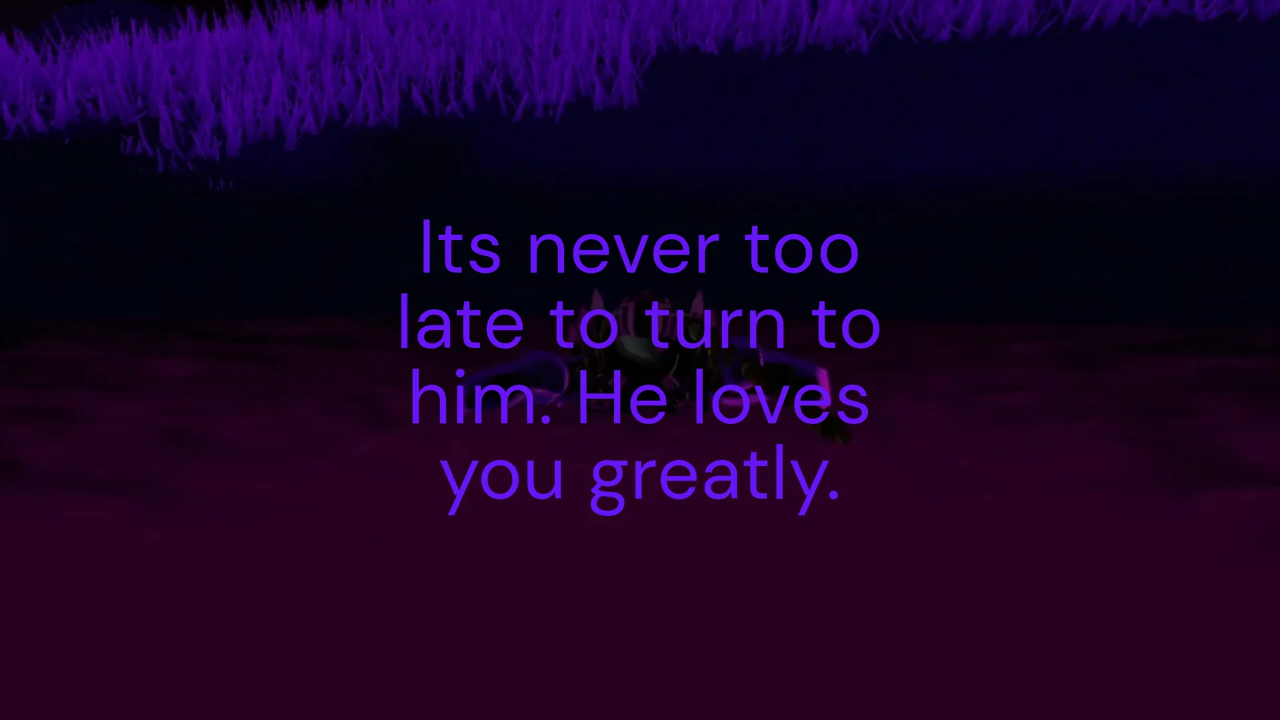 Its never too
late to turn to
him. He loves
you greatly.